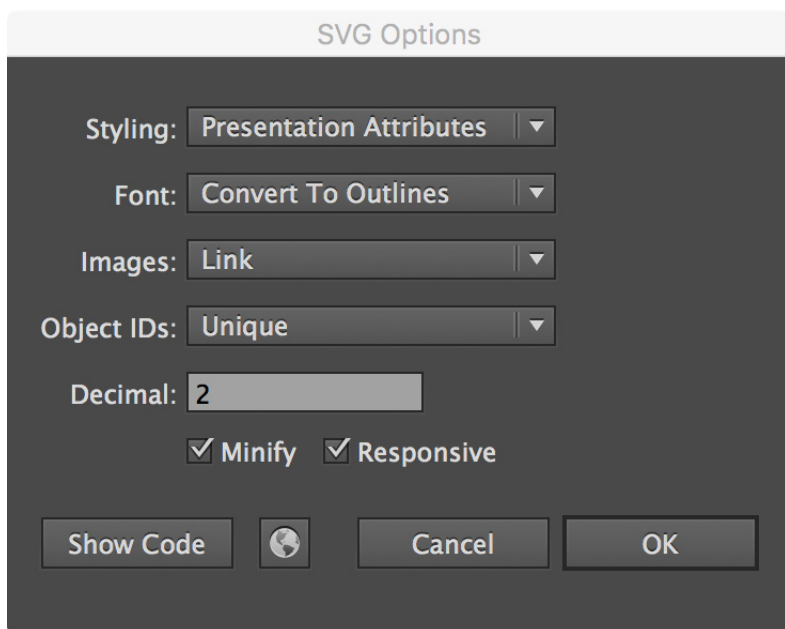 SVG Options
Styling: Presentation Attributes
Font: Convert To Outlines
Images: Link
Object IDs: Unique
Decimal: 2
Minify Responsive
Show Code Cancel OK